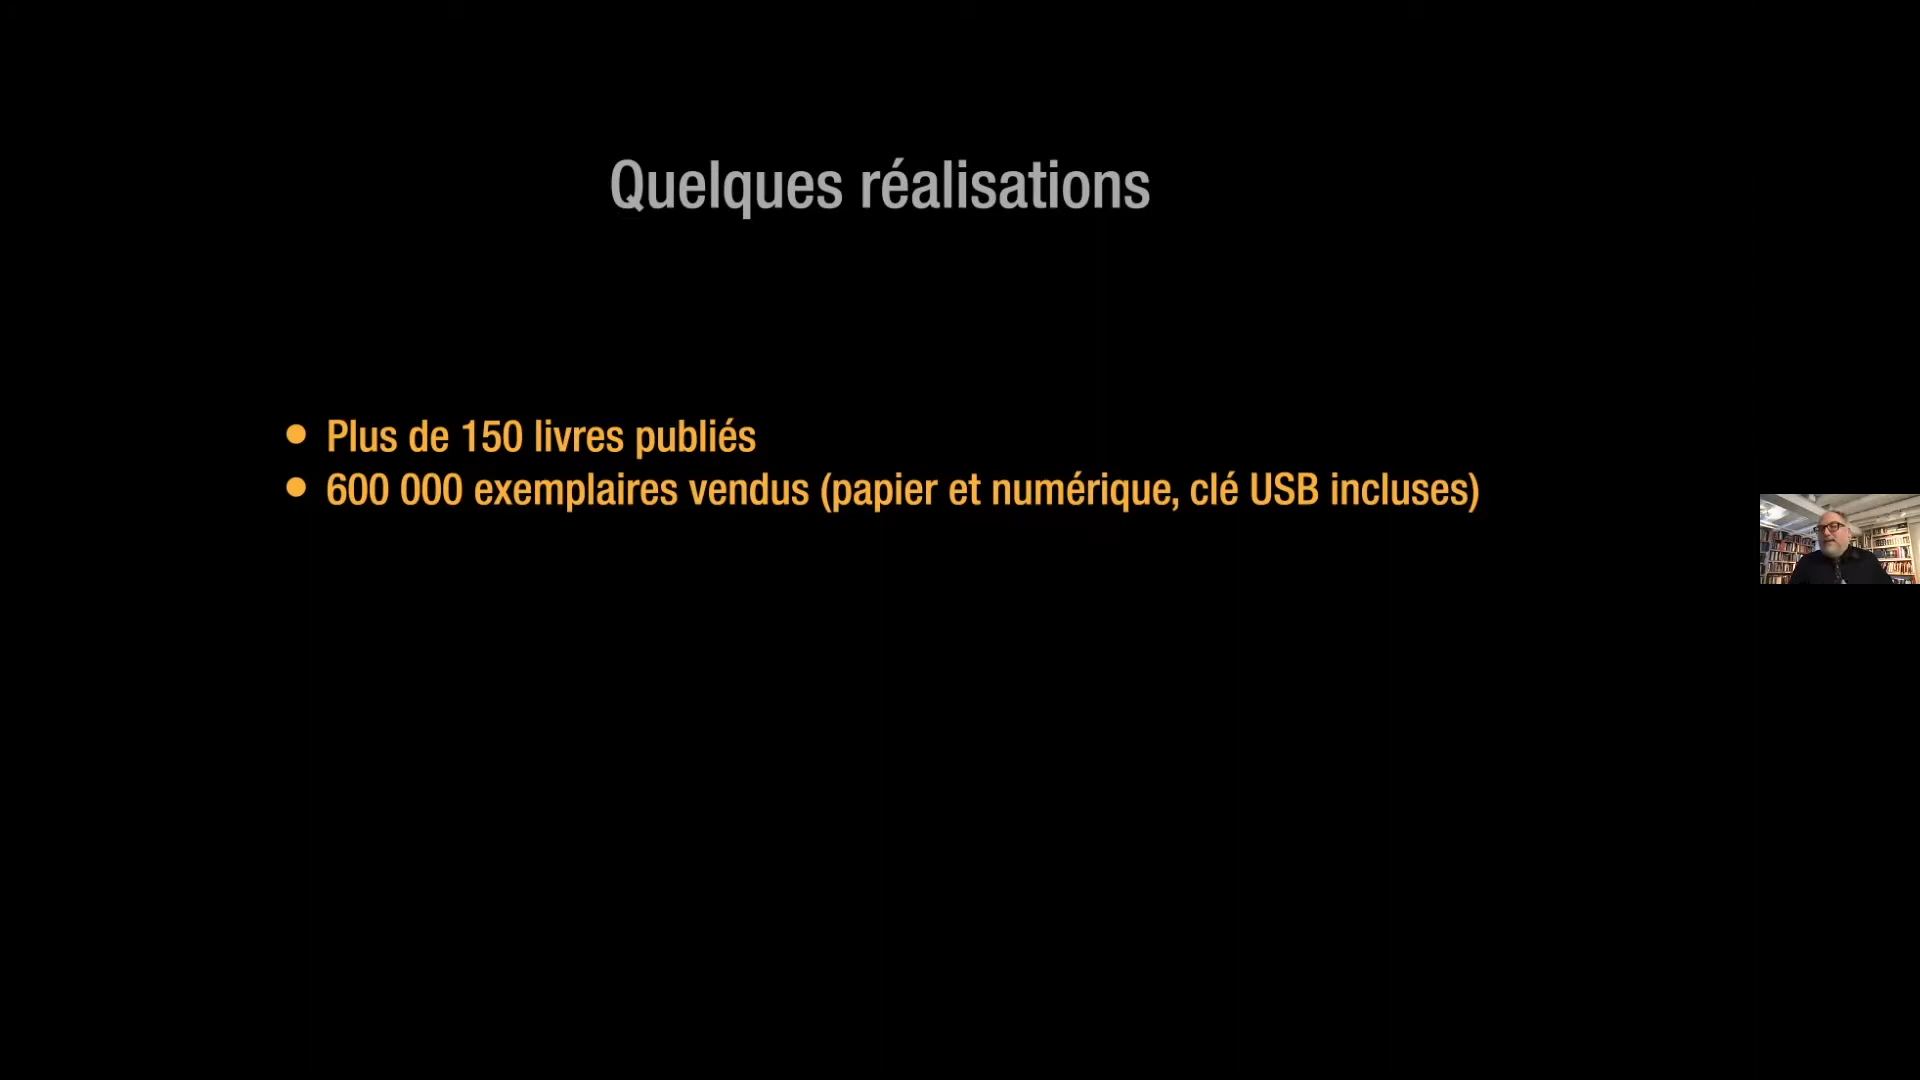 Quelques réalisations
• Plus de 150 livres publiés
• 600 000 exemplaires vendus (papier et numérique, clé USB incluses)